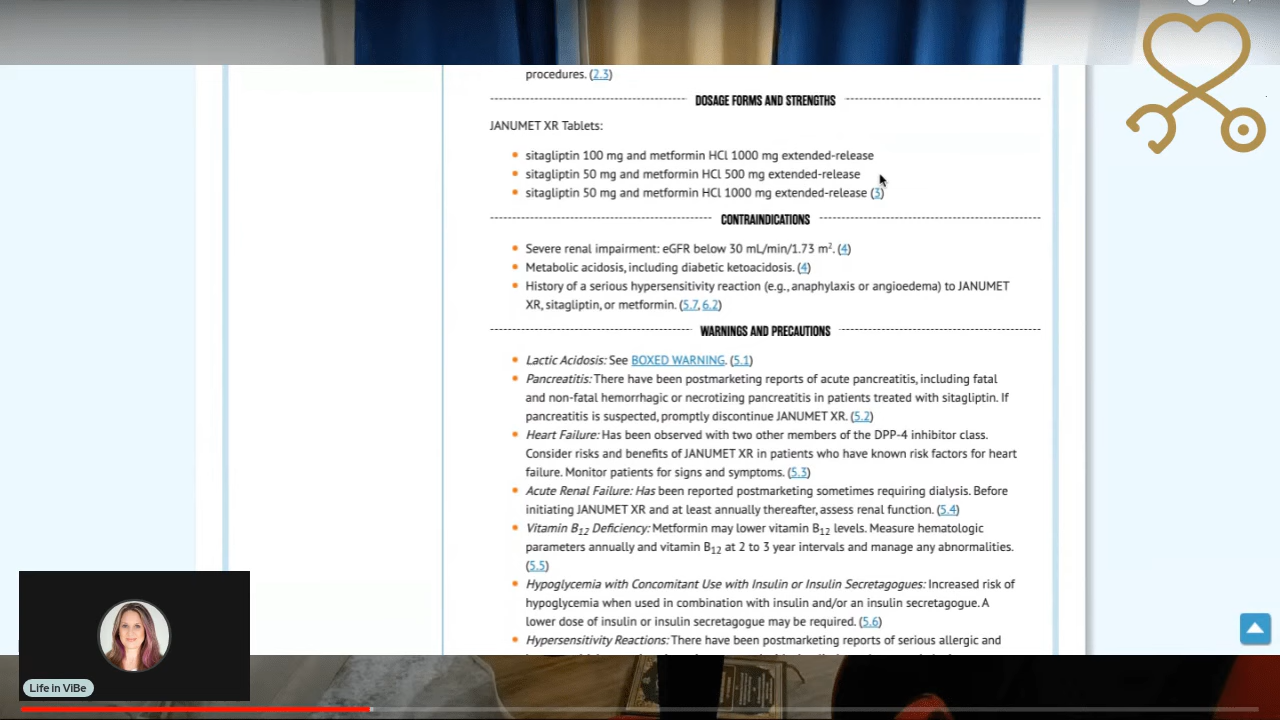 procedures. (2.3)
DOSAGE FORMS AND STRENGTHS
JANUMET XR Tablets:
sitagliptin 100 mg and metformin HCl 1000 mg extended-release
sitagliptin 50 mg and metformin HCl 500 mg extended-release
sitagliptin 50 mg and metformin HCl 1000 mg extended-release (3)
CONTRAINDICATIONS
Severe renal impairment: eGFR below 30 mL/min/1.73 m². (4)
Metabolic acidosis, including diabetic ketoacidosis. (4)
History of a serious hypersensitivity reaction (e.g., anaphylaxis or angioedema) to JANUMET
XR, sitagliptin, or metformin. (5.7, 6.2)
WARNINGS AND PRECAUTIONS
Lactic Acidosis: See BOXED WARNING. (5.1)
Pancreatitis: There have been postmarketing reports of acute pancreatitis, including fatal
and non-fatal hemorrhagic or necrotizing pancreatitis in patients treated with sitagliptin. If
pancreatitis is suspected, promptly discontinue JANUMET XR. (5.2)
Heart Failure: Has been observed with two other members of the DPP-4 inhibitor class.
Consider risks and benefits of JANUMET XR in patients who have known risk factors for heart
failure. Monitor patients for signs and symptoms. (5.3)
Acute Renal Failure: Has been reported postmarketing sometimes requiring dialysis. Before
initiating JANUMET XR and at least annually thereafter, assess renal function. (5.4)
Vitamin B12 Deficiency: Metformin may lower vitamin B12 levels. Measure hematologic
parameters annually and vitamin B12 at 2 to 3 year intervals and manage any abnormalities.
(5.5)
Hypoglycemia with Concomitant Use with Insulin or Insulin Secretagogues: Increased risk of
hypoglycemia when used in combination with insulin and/or an insulin secretagogue. A
lower dose of insulin or insulin secretagogue may be required. (5.6)
Hypersensitivity Reactions: There have been postmarketing reports of serious allergic and
Life in ViBe